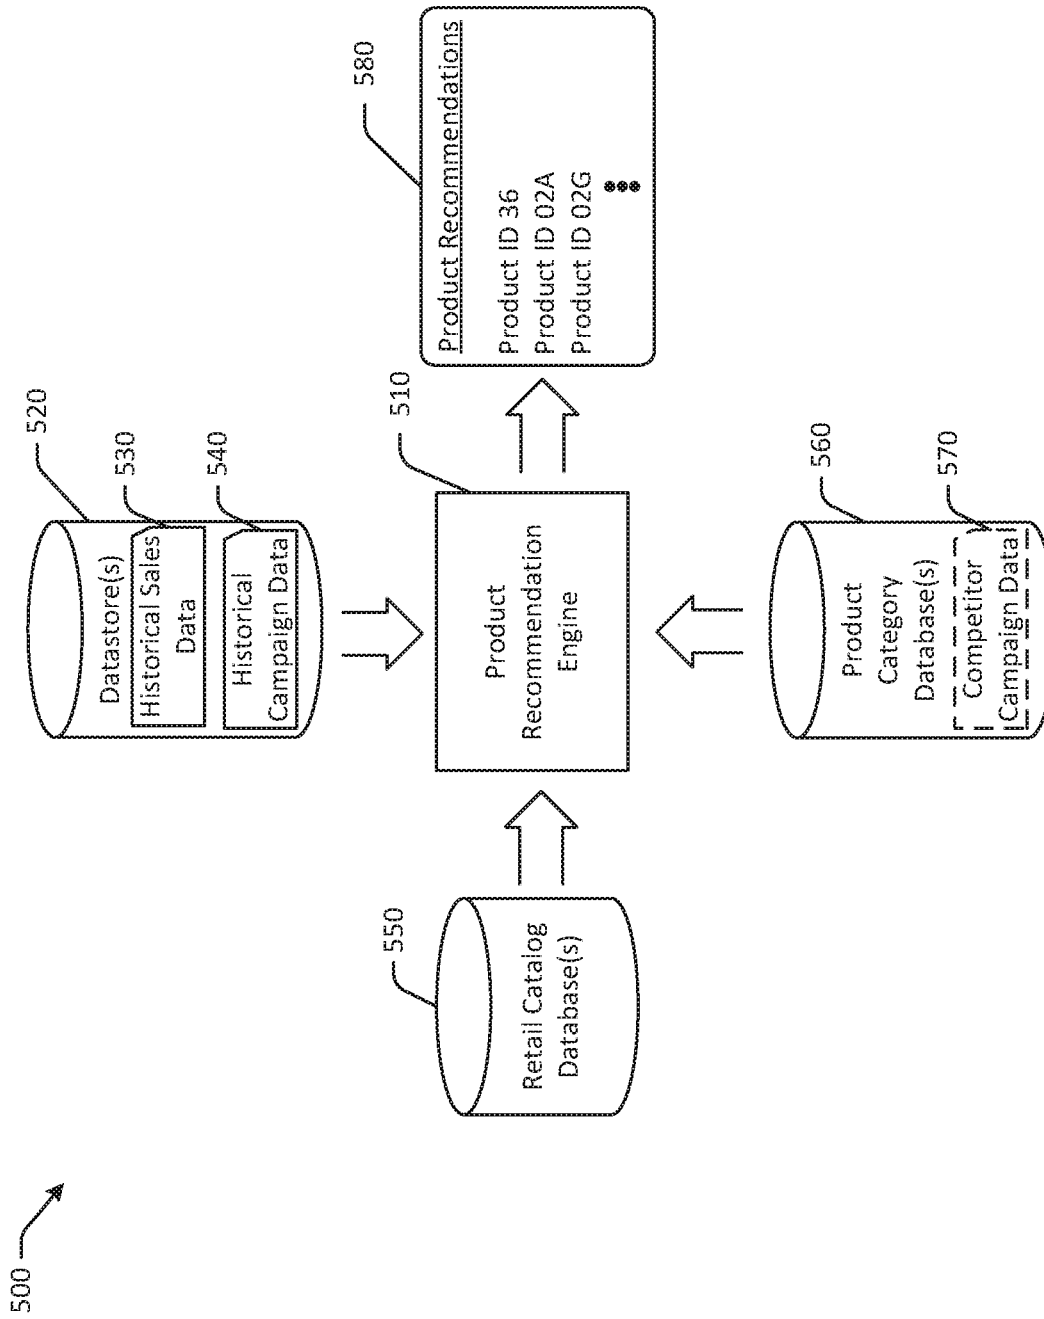 500
520
Datastore(s)
530
Historical Sales
Data
540
Historical
Campaign Data
550
Retail Catalog
Database(s)
510
Product
Recommendation
Engine
580
Product Recommendations
Product ID 36
Product ID 02A
Product ID 02G
560
Product
Category
Database(s)
570
Competitor
Campaign Data